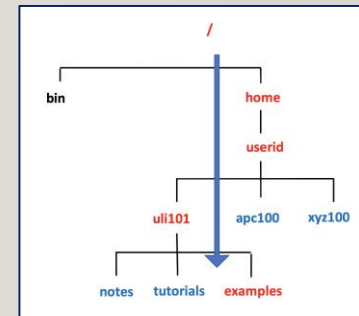 /
bin home
userid
uli101 apc100 xyz100
notes tutorials examples